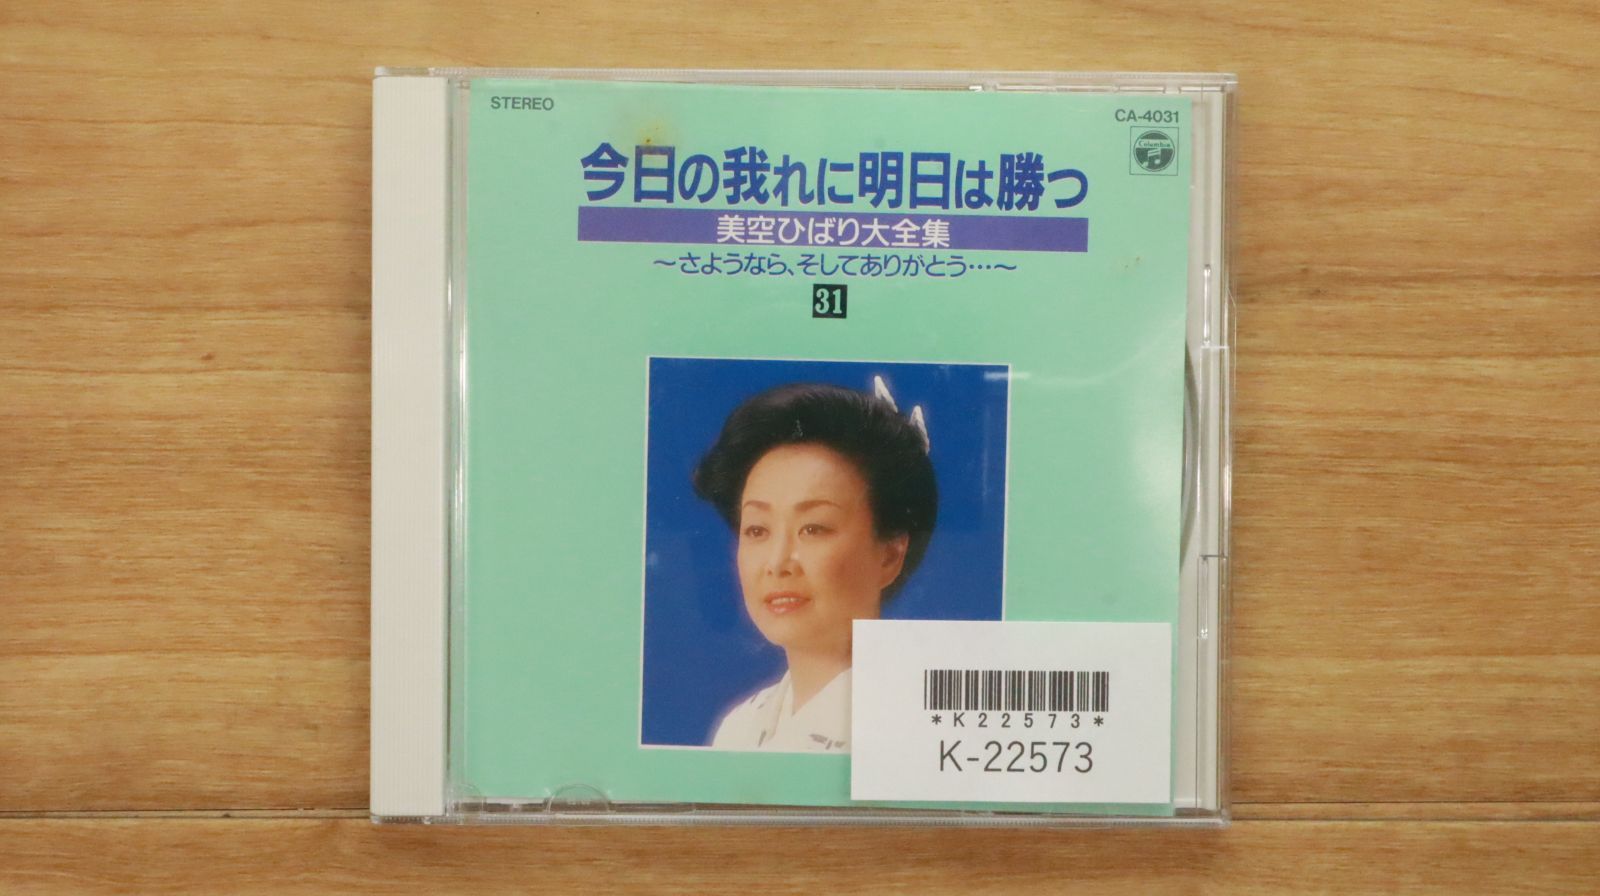 STEREO
CA-4031
Columbia
今日の我れに明日は勝つ
美空ひばり大全集
〜さようなら、そしてありがとう…〜
31
*K22573*
K-22573